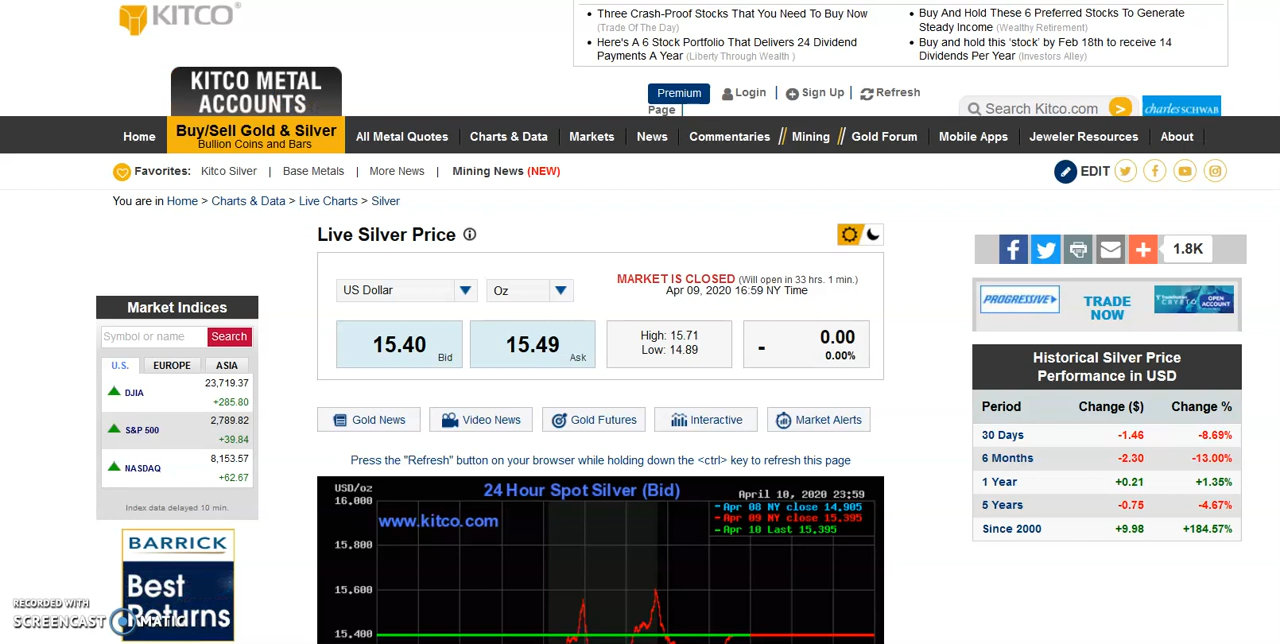 KITCO®
Three Crash-Proof Stocks That You Need To Buy Now
(Trade Of The Day)
Here's A 6 Stock Portfolio That Delivers 24 Dividend
Payments A Year (Liberty Through Wealth )
Buy And Hold These 6 Preferred Stocks To Generate
Steady Income (Wealthy Retirement)
Buy and hold this 'stock' by Feb 18th to receive 14
Dividends Per Year (Investors Alley)
KITCO METAL
ACCOUNTS
Premium
Page
Login | Sign Up | Refresh
Search Kitco.com >
charles SCHWAB
Home
Buy/Sell Gold & Silver
Bullion Coins and Bars
All Metal Quotes
Charts & Data
Markets
News
Commentaries
Mining
Gold Forum
Mobile Apps
Jeweler Resources
About
Favorites: Kitco Silver | Base Metals | More News | Mining News (NEW)
EDIT
You are in Home > Charts & Data > Live Charts > Silver
Live Silver Price
US Dollar
Oz
MARKET IS CLOSED (Will open in 33 hrs. 1 min.)
Apr 09, 2020 16:59 NY Time
15.40 Bid
15.49 Ask
High: 15.71
Low: 14.89
- 0.00
0.00%
Gold News
Video News
Gold Futures
Interactive
Market Alerts
Press the "Refresh" button on your browser while holding down the <ctrl> key to refresh this page
USD/oz
24 Hour Spot Silver (Bid)
April 10, 2020 23:59
www.kitco.com
Apr 08 NY close 14.905
Apr 09 NY close 15.395
Apr 10 Last 15.395
16.000
15.800
15.600
15.400
Market Indices
Symbol or name
Search
U.S. EUROPE ASIA
DJIA 23,719.37
+285.80
S&P 500 2,789.82
+39.84
NASDAQ 8,153.57
+62.67
Index data delayed 10 min.
BARRICK
Best
Returns
RECORDED WITH
SCREENCAST MATIC
1.8K
PROGRESSIVE
TRADE
NOW
CRYPTO
OPEN
ACCOUNT
Historical Silver Price
Performance in USD
Period Change ($) Change %
30 Days -1.46 -8.69%
6 Months -2.30 -13.00%
1 Year +0.21 +1.35%
5 Years -0.75 -4.67%
Since 2000 +9.98 +184.57%